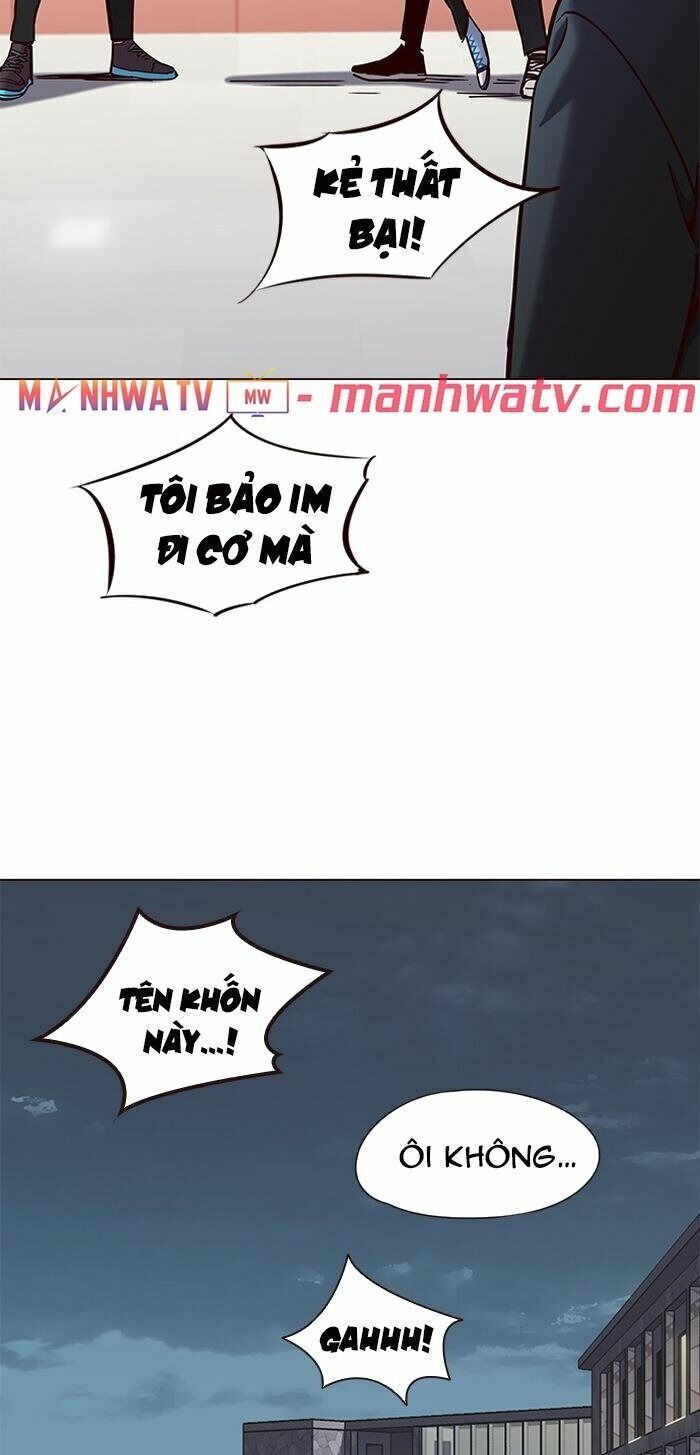 KẺ THẤT
BẠI!
MANHWA TV MW - manhwatv.com
TÔI BẢO IM
ĐI CƠ MÀ
TÊN KHỐN
NÀY...!
ÔI KHÔNG...
GAHHH!